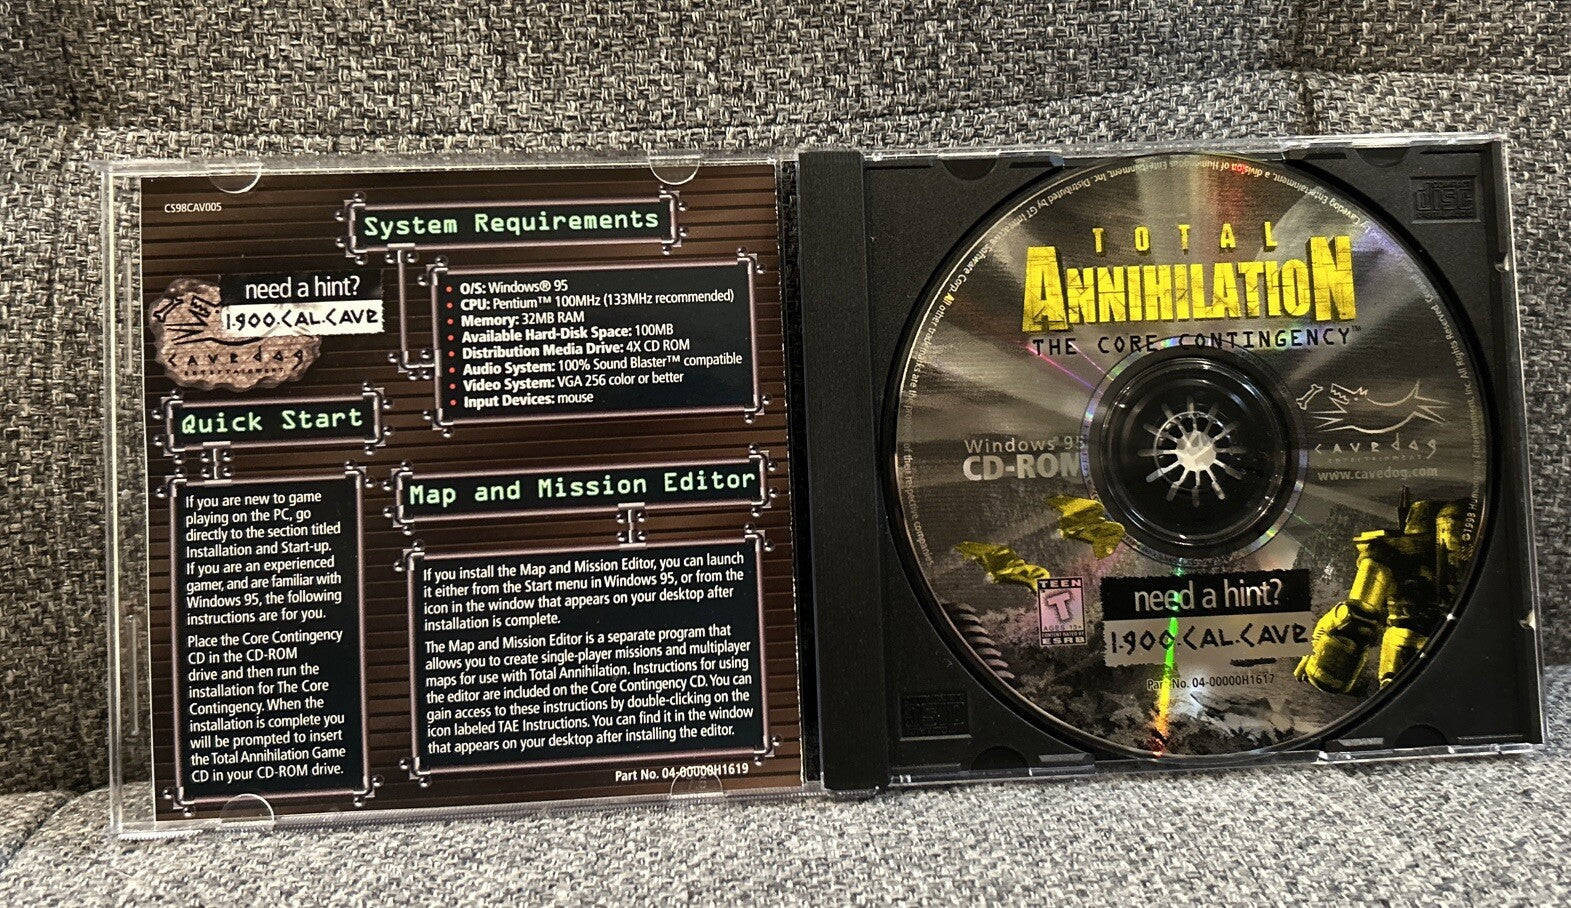 CS98CAV005
System Requirements
need a hint?
1·900·CAL·CAVE
CAVEDOG
ENTERTAINMENT
• O/S: Windows® 95
• CPU: Pentium™ 100MHz (133MHz recommended)
• Memory: 32MB RAM
• Available Hard-Disk Space: 100MB
• Distribution Media Drive: 4X CD ROM
• Audio System: 100% Sound Blaster™ compatible
• Video System: VGA 256 color or better
• Input Devices: mouse
Quick Start
If you are new to game
playing on the PC, go
directly to the section titled
Installation and Start-up.
If you are an experienced
gamer, and are familiar with
Windows 95, the following
instructions are for you.
Place the Core Contingency
CD in the CD-ROM
drive and then run the
installation for The Core
Contingency. When the
installation is complete you
will be prompted to insert
the Total Annihilation Game
CD in your CD-ROM drive.
Map and Mission Editor
If you install the Map and Mission Editor, you can launch
it either from the Start menu in Windows 95, or from the
icon in the window that appears on your desktop after
installation is complete.
The Map and Mission Editor is a separate program that
allows you to create single-player missions and multiplayer
maps for use with Total Annihilation. Instructions for using
the editor are included on the Core Contingency CD. You can
gain access to these instructions by double-clicking on the
icon labeled TAE Instructions. You can find it in the window
that appears on your desktop after installing the editor.
Part No. 04-00000H1619
TOTAL
ANNIHILATION
THE CORE CONTINGENCY™
Windows 95
CD-ROM
CAVEDOG
ENTERTAINMENT
www.cavedog.com
TEEN
T
AGES 13+
CONTENT RATED BY
ESRB
need a hint?
1·900·CAL·CAVE
Part No. 04-00000H1617
COMPACT
disc